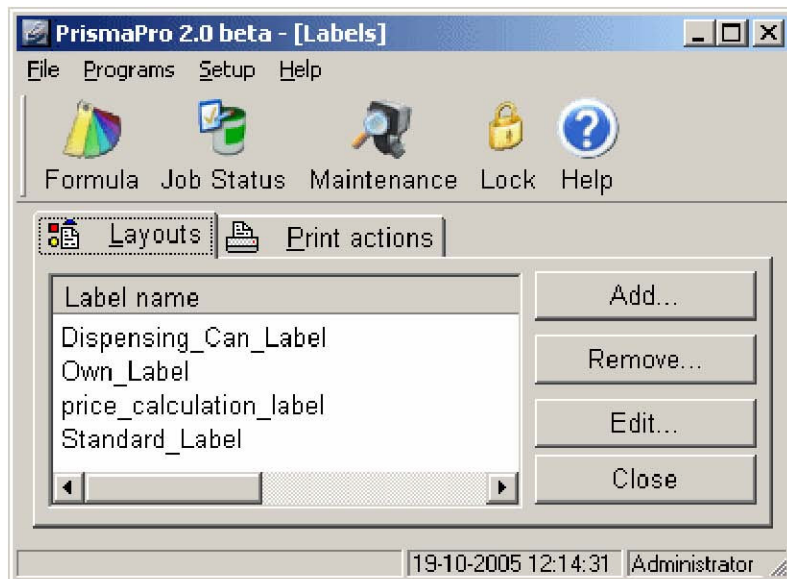 PrismaPro 2.0 beta - [Labels]
File Programs Setup Help
Formula Job Status Maintenance Lock Help
Layouts Print actions
Label name
Dispensing_Can_Label
Own_Label
price_calculation_label
Standard_Label
Add...
Remove...
Edit...
Close
19-10-2005 12:14:31 Administrator